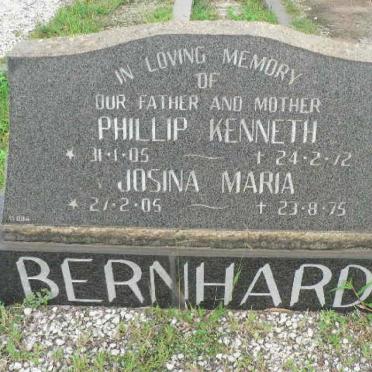 IN LOVING MEMORY
OF
OUR FATHER AND MOTHER
PHILLIP KENNETH
* 31·1·05 ~ † 24·2·72
JOSINA MARIA
* 27·2·05 ~ † 23·8·75
BERNHARD